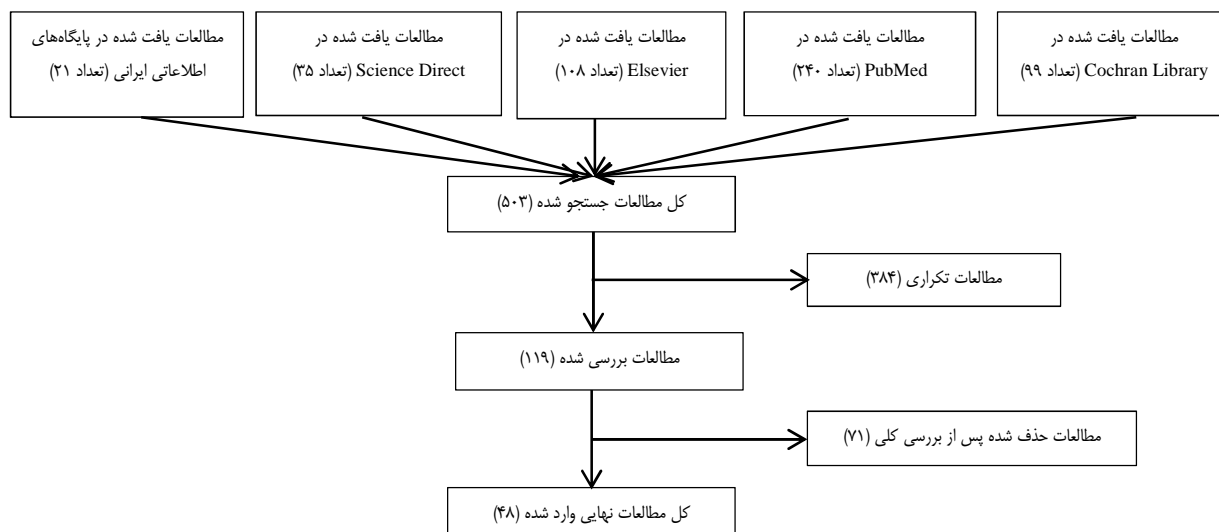 مطالعات یافت شده در
Cochran Library (تعداد ۹۹)
مطالعات یافت شده در
PubMed (تعداد ۲۴۰)
مطالعات یافت شده در
Elsevier (تعداد ۱۰۸)
مطالعات یافت شده در
Science Direct (تعداد ۳۵)
مطالعات یافت شده در پایگاه‌های
اطلاعاتی ایرانی (تعداد ۲۱)
کل مطالعات جستجو شده (۵۰۳)
مطالعات تکراری (۳۸۴)
مطالعات بررسی شده (۱۱۹)
مطالعات حذف شده پس از بررسی کلی (۷۱)
کل مطالعات نهایی وارد شده (۴۸)